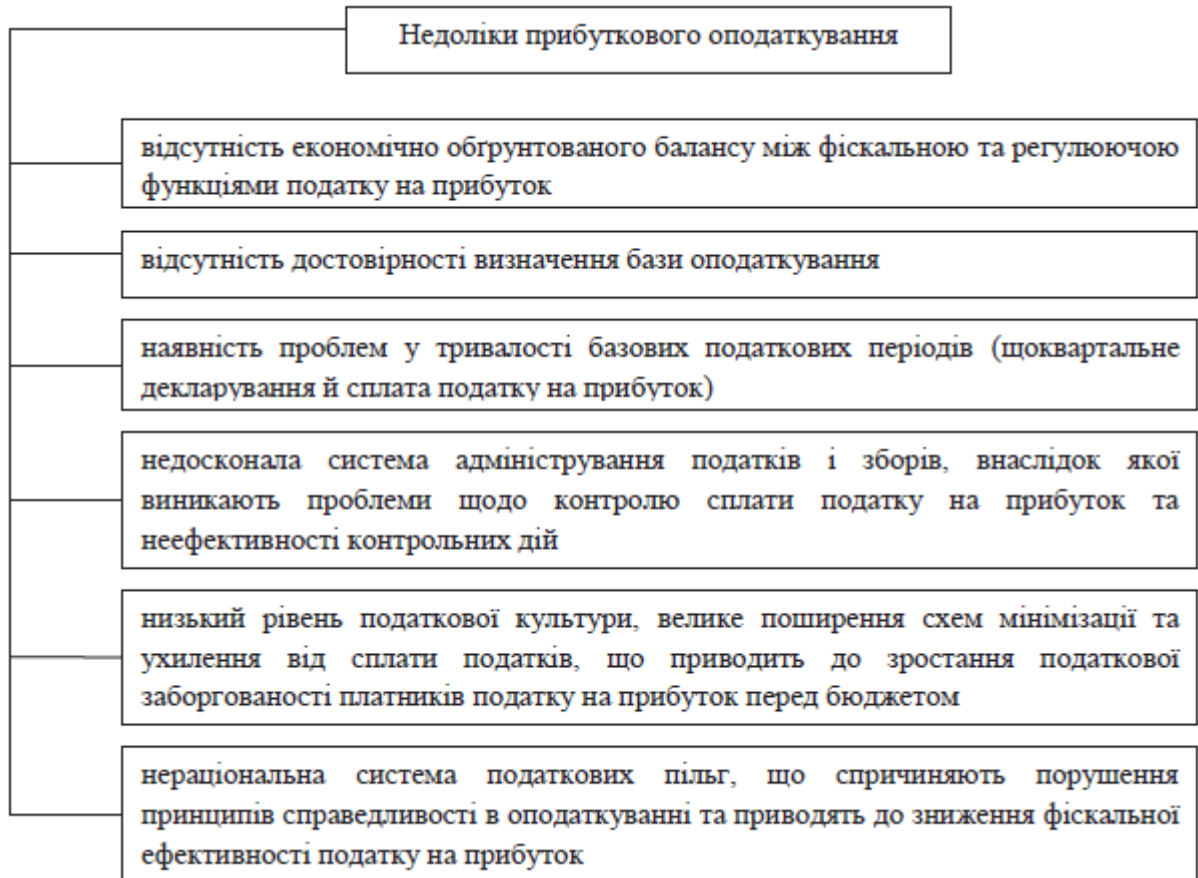 Недоліки прибуткового оподаткування
відсутність економічно обґрунтованого балансу між фіскальною та регулюючою
функціями податку на прибуток
відсутність достовірності визначення бази оподаткування
наявність проблем у тривалості базових податкових періодів (щоквартальне
декларування й сплата податку на прибуток)
недосконала система адміністрування податків і зборів, внаслідок якої
виникають проблеми щодо контролю сплати податку на прибуток та
неефективності контрольних дій
низький рівень податкової культури, велике поширення схем мінімізації та
ухилення від сплати податків, що приводить до зростання податкової
заборгованості платників податку на прибуток перед бюджетом
нераціональна система податкових пільг, що спричиняють порушення
принципів справедливості в оподаткуванні та приводять до зниження фіскальної
ефективності податку на прибуток